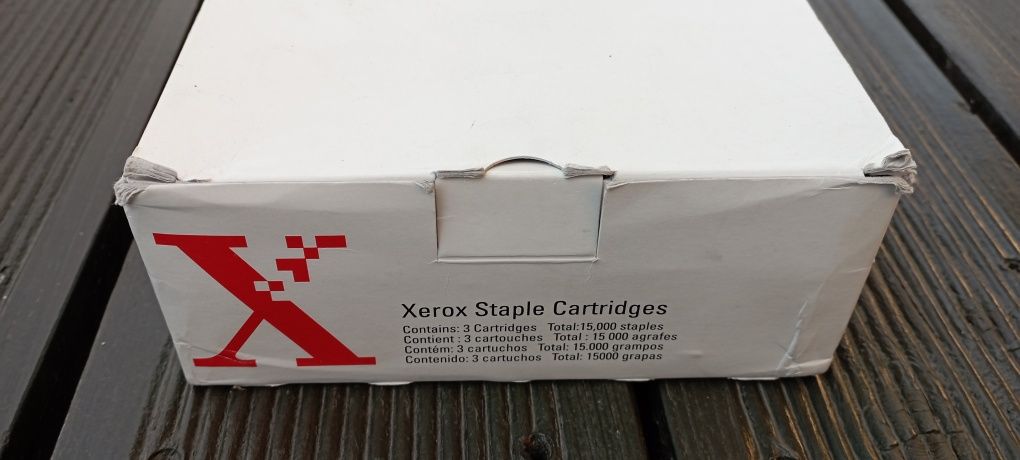 X
Xerox Staple Cartridges
Contains: 3 Cartridges Total:15,000 staples
Contient : 3 cartouches Total : 15 000 agrafes
Contém: 3 cartuchos Total: 15.000 grampos
Contenido: 3 cartuchos Total: 15000 grapas